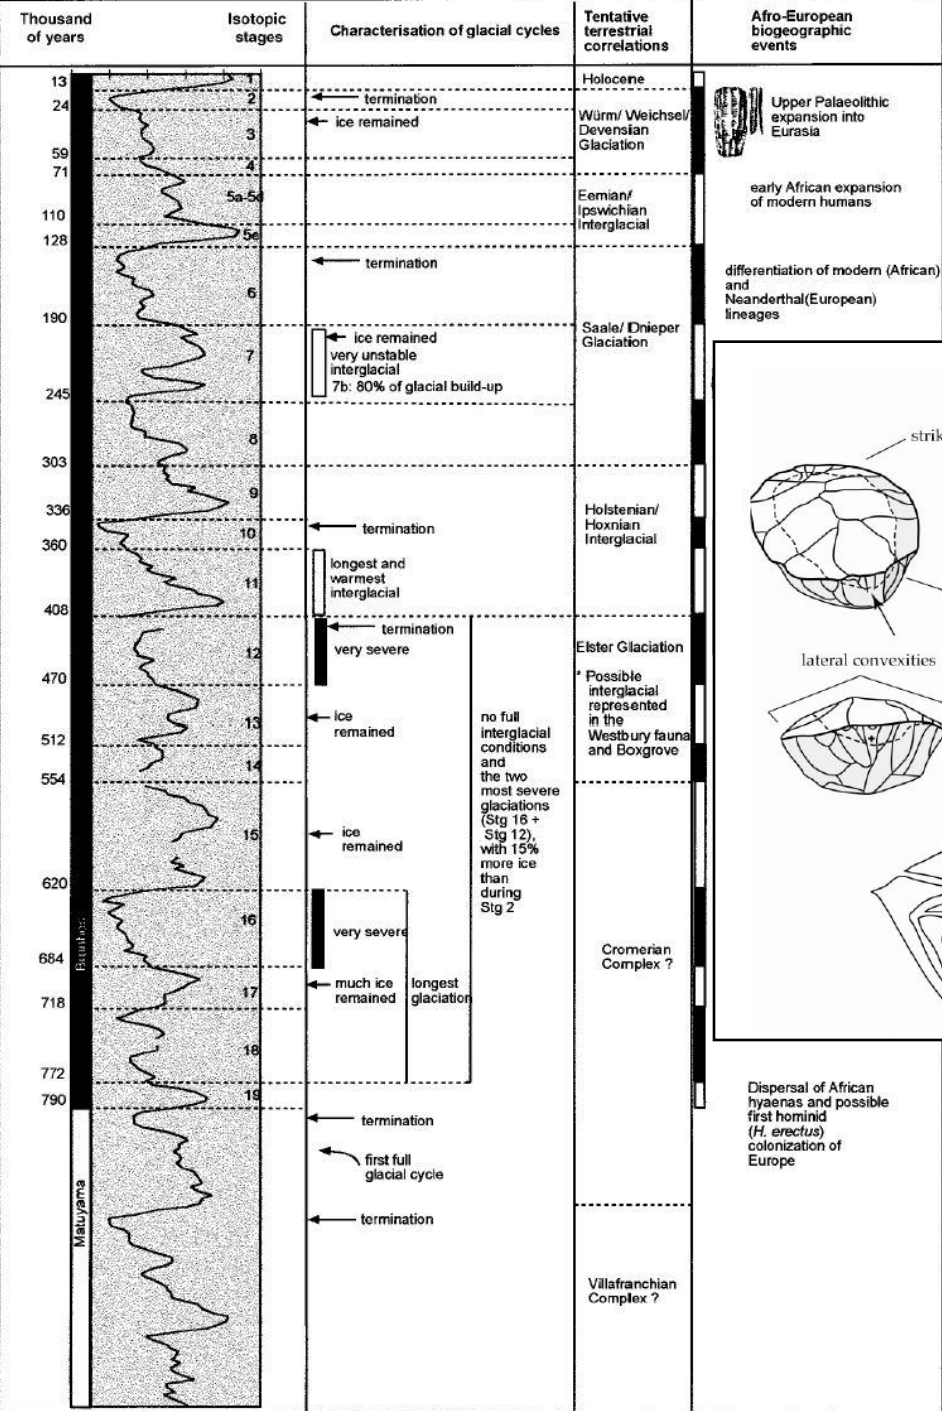 Thousand
of years
Isotopic
stages
Characterisation of glacial cycles
Tentative
terrestrial
correlations
Afro-European
biogeographic
events
13
24
59
71
110
128
190
245
303
336
360
408
470
512
554
620
684
718
772
790
Brunhes
Matuyama
1
2
3
4
5a-5d
5e
6
7
8
9
10
11
12
13
14
15
16
17
18
19
termination
ice remained
termination
ice remained
very unstable
interglacial
7b: 80% of glacial build-up
termination
longest and
warmest
interglacial
termination
very severe
ice
remained
ice
remained
very severe
much ice
remained
longest
glaciation
no full
interglacial
conditions
and
the two
most severe
glaciations
(Stg 16 +
Stg 12),
with 15%
more ice
than
during
Stg 2
termination
first full
glacial cycle
termination
Holocene
Würm/ Weichsel/
Devensian
Glaciation
Eemian/
Ipswichian
Interglacial
Saale/ Dnieper
Glaciation
Holstenian/
Hoxnian
Interglacial
Elster Glaciation
* Possible
interglacial
represented
in the
Westbury fauna
and Boxgrove
Cromerian
Complex ?
Villafranchian
Complex ?
Upper Palaeolithic
expansion into
Eurasia
early African expansion
of modern humans
differentiation of modern (African)
and
Neanderthal(European)
lineages
strik
lateral convexities
Dispersal of African
hyaenas and possible
first hominid
(H. erectus)
colonization of
Europe